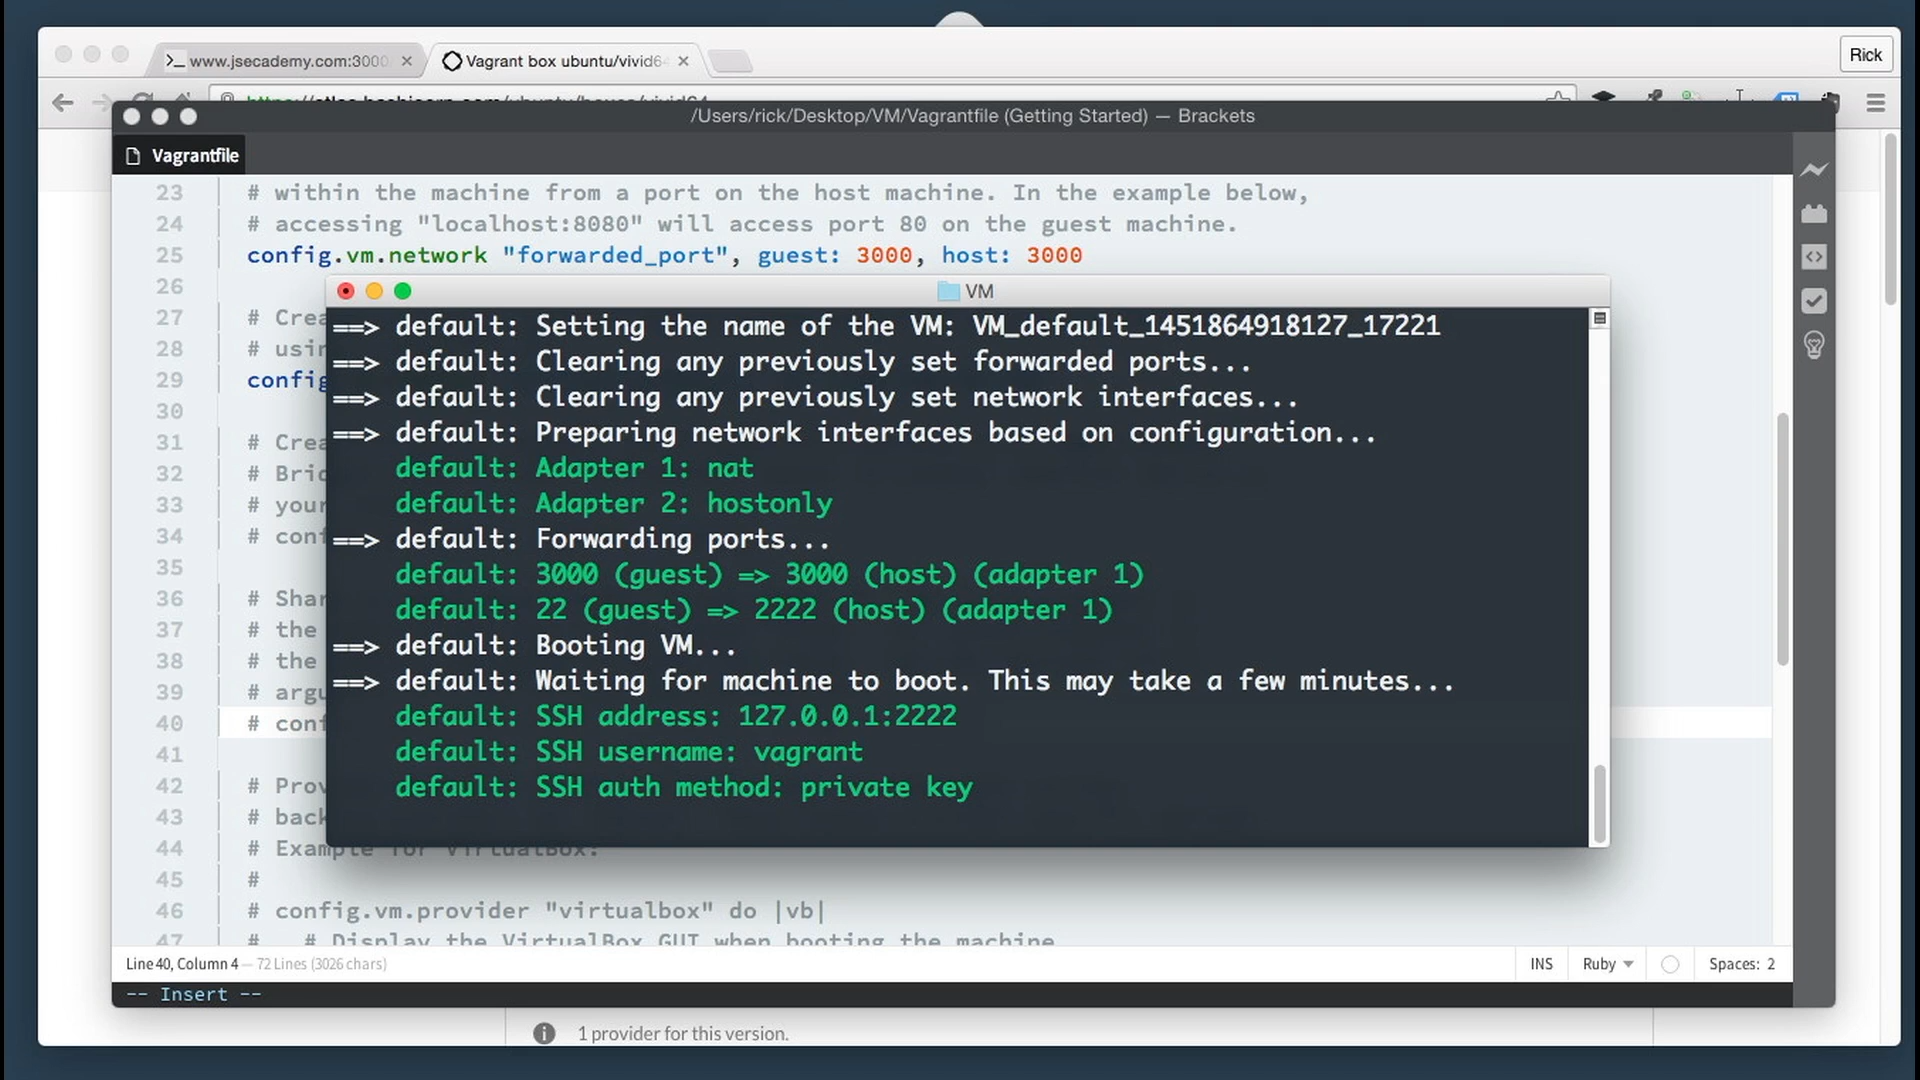 www.jsecademy.com:3000
Vagrant box ubuntu/vivid64
Rick
/Users/rick/Desktop/VM/Vagrantfile (Getting Started) — Brackets
Vagrantfile
23 # within the machine from a port on the host machine. In the example below,
24 # accessing "localhost:8080" will access port 80 on the guest machine.
25 config.vm.network "forwarded_port", guest: 3000, host: 3000
26
VM
27 # Crea
28 # usin
29 config
30
31 # Crea
32 # Brid
33 # your
34 # conf
35
36 # Shar
37 # the
38 # the
39 # argu
40 # conf
41
42 # Prov
43 # back
44 # Example for VirtualBox:
45 #
46 # config.vm.provider "virtualbox" do |vb|
47 #   # Display the VirtualBox GUI when booting the machine
==> default: Setting the name of the VM: VM_default_1451864918127_17221
==> default: Clearing any previously set forwarded ports...
==> default: Clearing any previously set network interfaces...
==> default: Preparing network interfaces based on configuration...
default: Adapter 1: nat
default: Adapter 2: hostonly
==> default: Forwarding ports...
default: 3000 (guest) => 3000 (host) (adapter 1)
default: 22 (guest) => 2222 (host) (adapter 1)
==> default: Booting VM...
==> default: Waiting for machine to boot. This may take a few minutes...
default: SSH address: 127.0.0.1:2222
default: SSH username: vagrant
default: SSH auth method: private key
Line 40, Column 4 — 72 Lines (3026 chars)
INS
Ruby
Spaces: 2
-- Insert --
1 provider for this version.